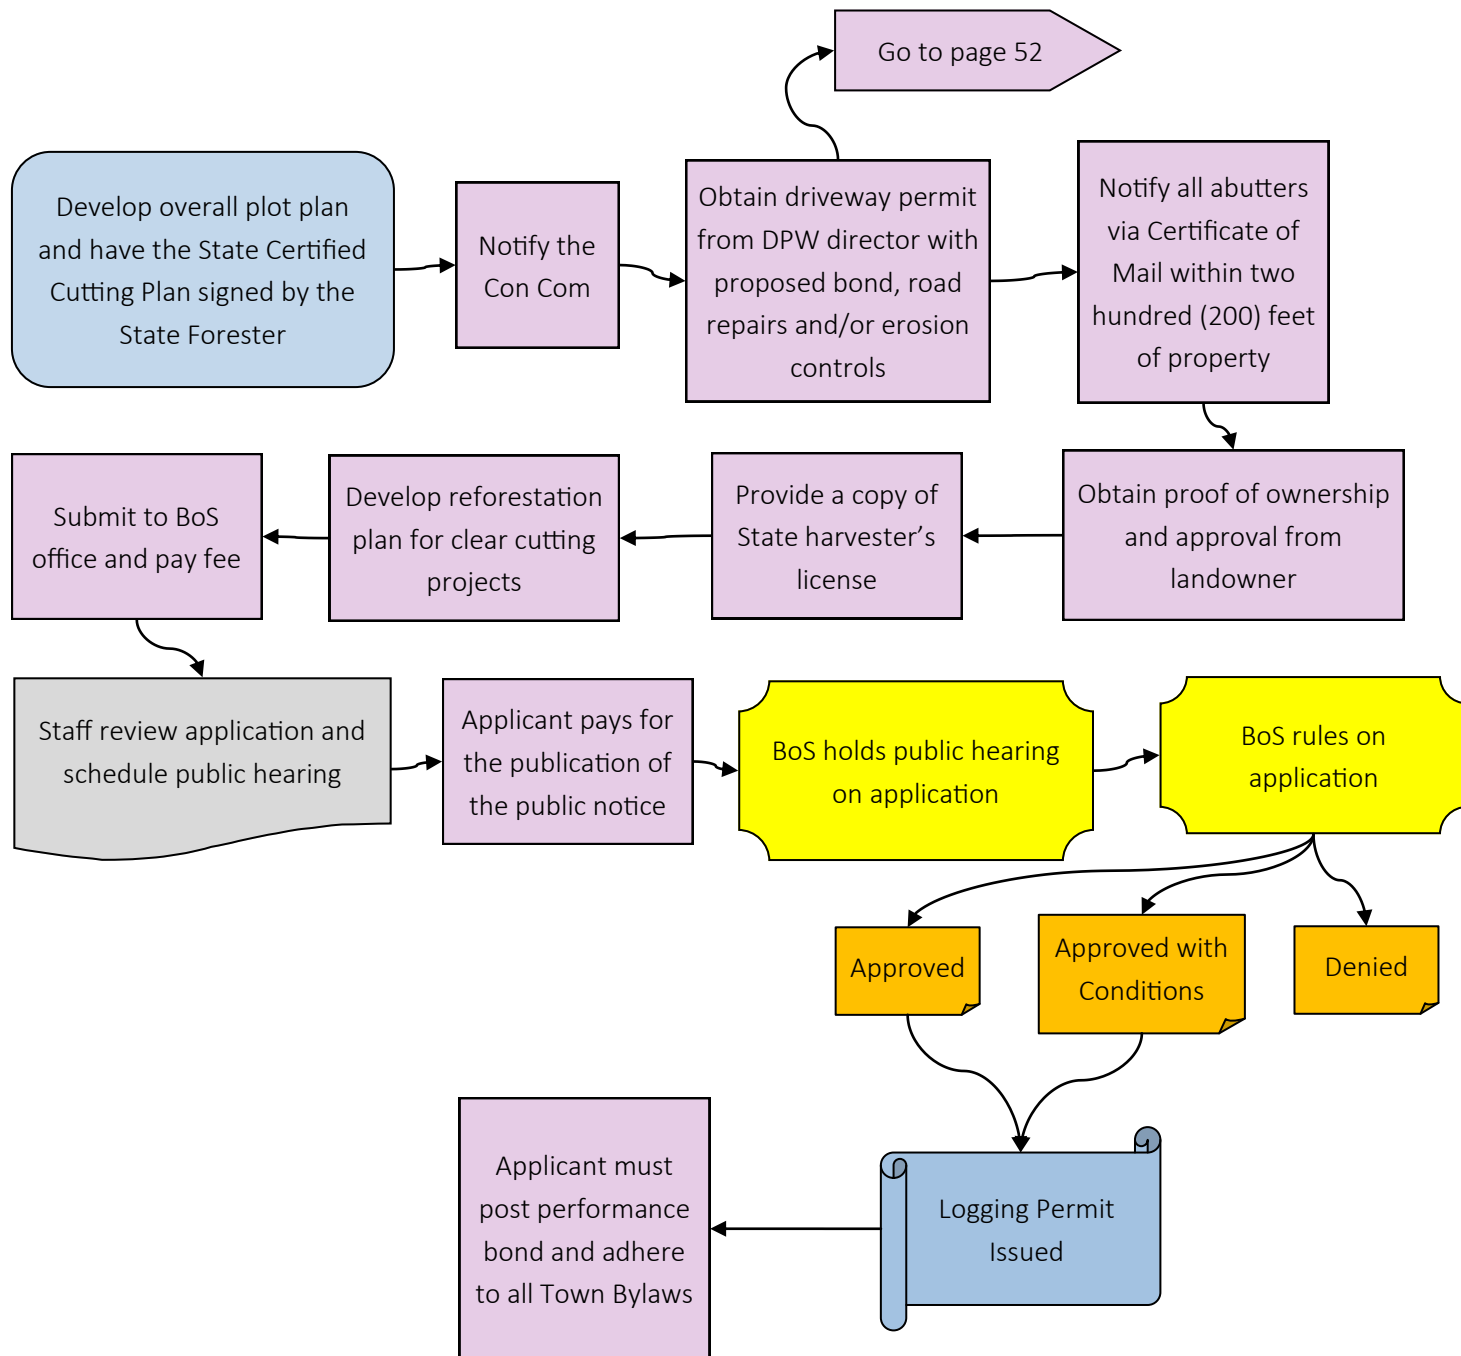 Go to page 52
Develop overall plot plan
and have the State Certified
Cutting Plan signed by the
State Forester
Notify the
Con Com
Obtain driveway permit
from DPW director with
proposed bond, road
repairs and/or erosion
controls
Notify all abutters
via Certificate of
Mail within two
hundred (200) feet
of property
Obtain proof of ownership
and approval from
landowner
Provide a copy of
State harvester’s
license
Develop reforestation
plan for clear cutting
projects
Submit to BoS
office and pay fee
Staff review application and
schedule public hearing
Applicant pays for
the publication of
the public notice
BoS holds public hearing
on application
BoS rules on
application
Approved
Approved with
Conditions
Denied
Logging Permit
Issued
Applicant must
post performance
bond and adhere
to all Town Bylaws